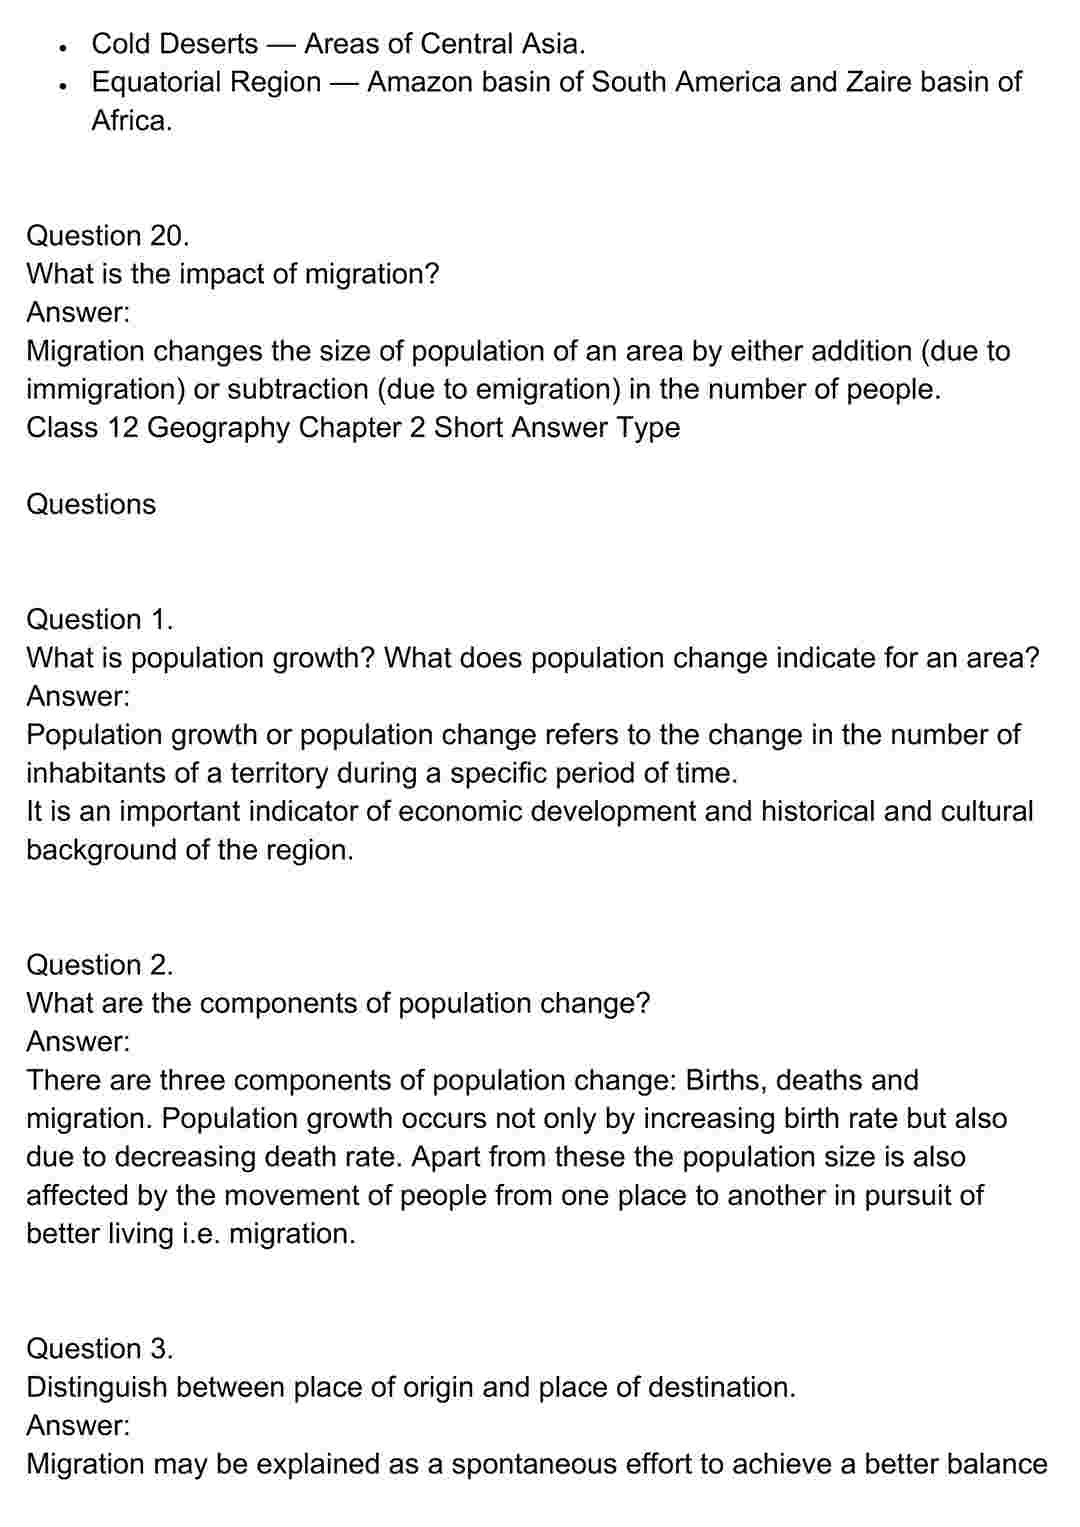 • Cold Deserts — Areas of Central Asia.
• Equatorial Region — Amazon basin of South America and Zaire basin of
Africa.
Question 20.
What is the impact of migration?
Answer:
Migration changes the size of population of an area by either addition (due to
immigration) or subtraction (due to emigration) in the number of people.
Class 12 Geography Chapter 2 Short Answer Type
Questions
Question 1.
What is population growth? What does population change indicate for an area?
Answer:
Population growth or population change refers to the change in the number of
inhabitants of a territory during a specific period of time.
It is an important indicator of economic development and historical and cultural
background of the region.
Question 2.
What are the components of population change?
Answer:
There are three components of population change: Births, deaths and
migration. Population growth occurs not only by increasing birth rate but also
due to decreasing death rate. Apart from these the population size is also
affected by the movement of people from one place to another in pursuit of
better living i.e. migration.
Question 3.
Distinguish between place of origin and place of destination.
Answer:
Migration may be explained as a spontaneous effort to achieve a better balance